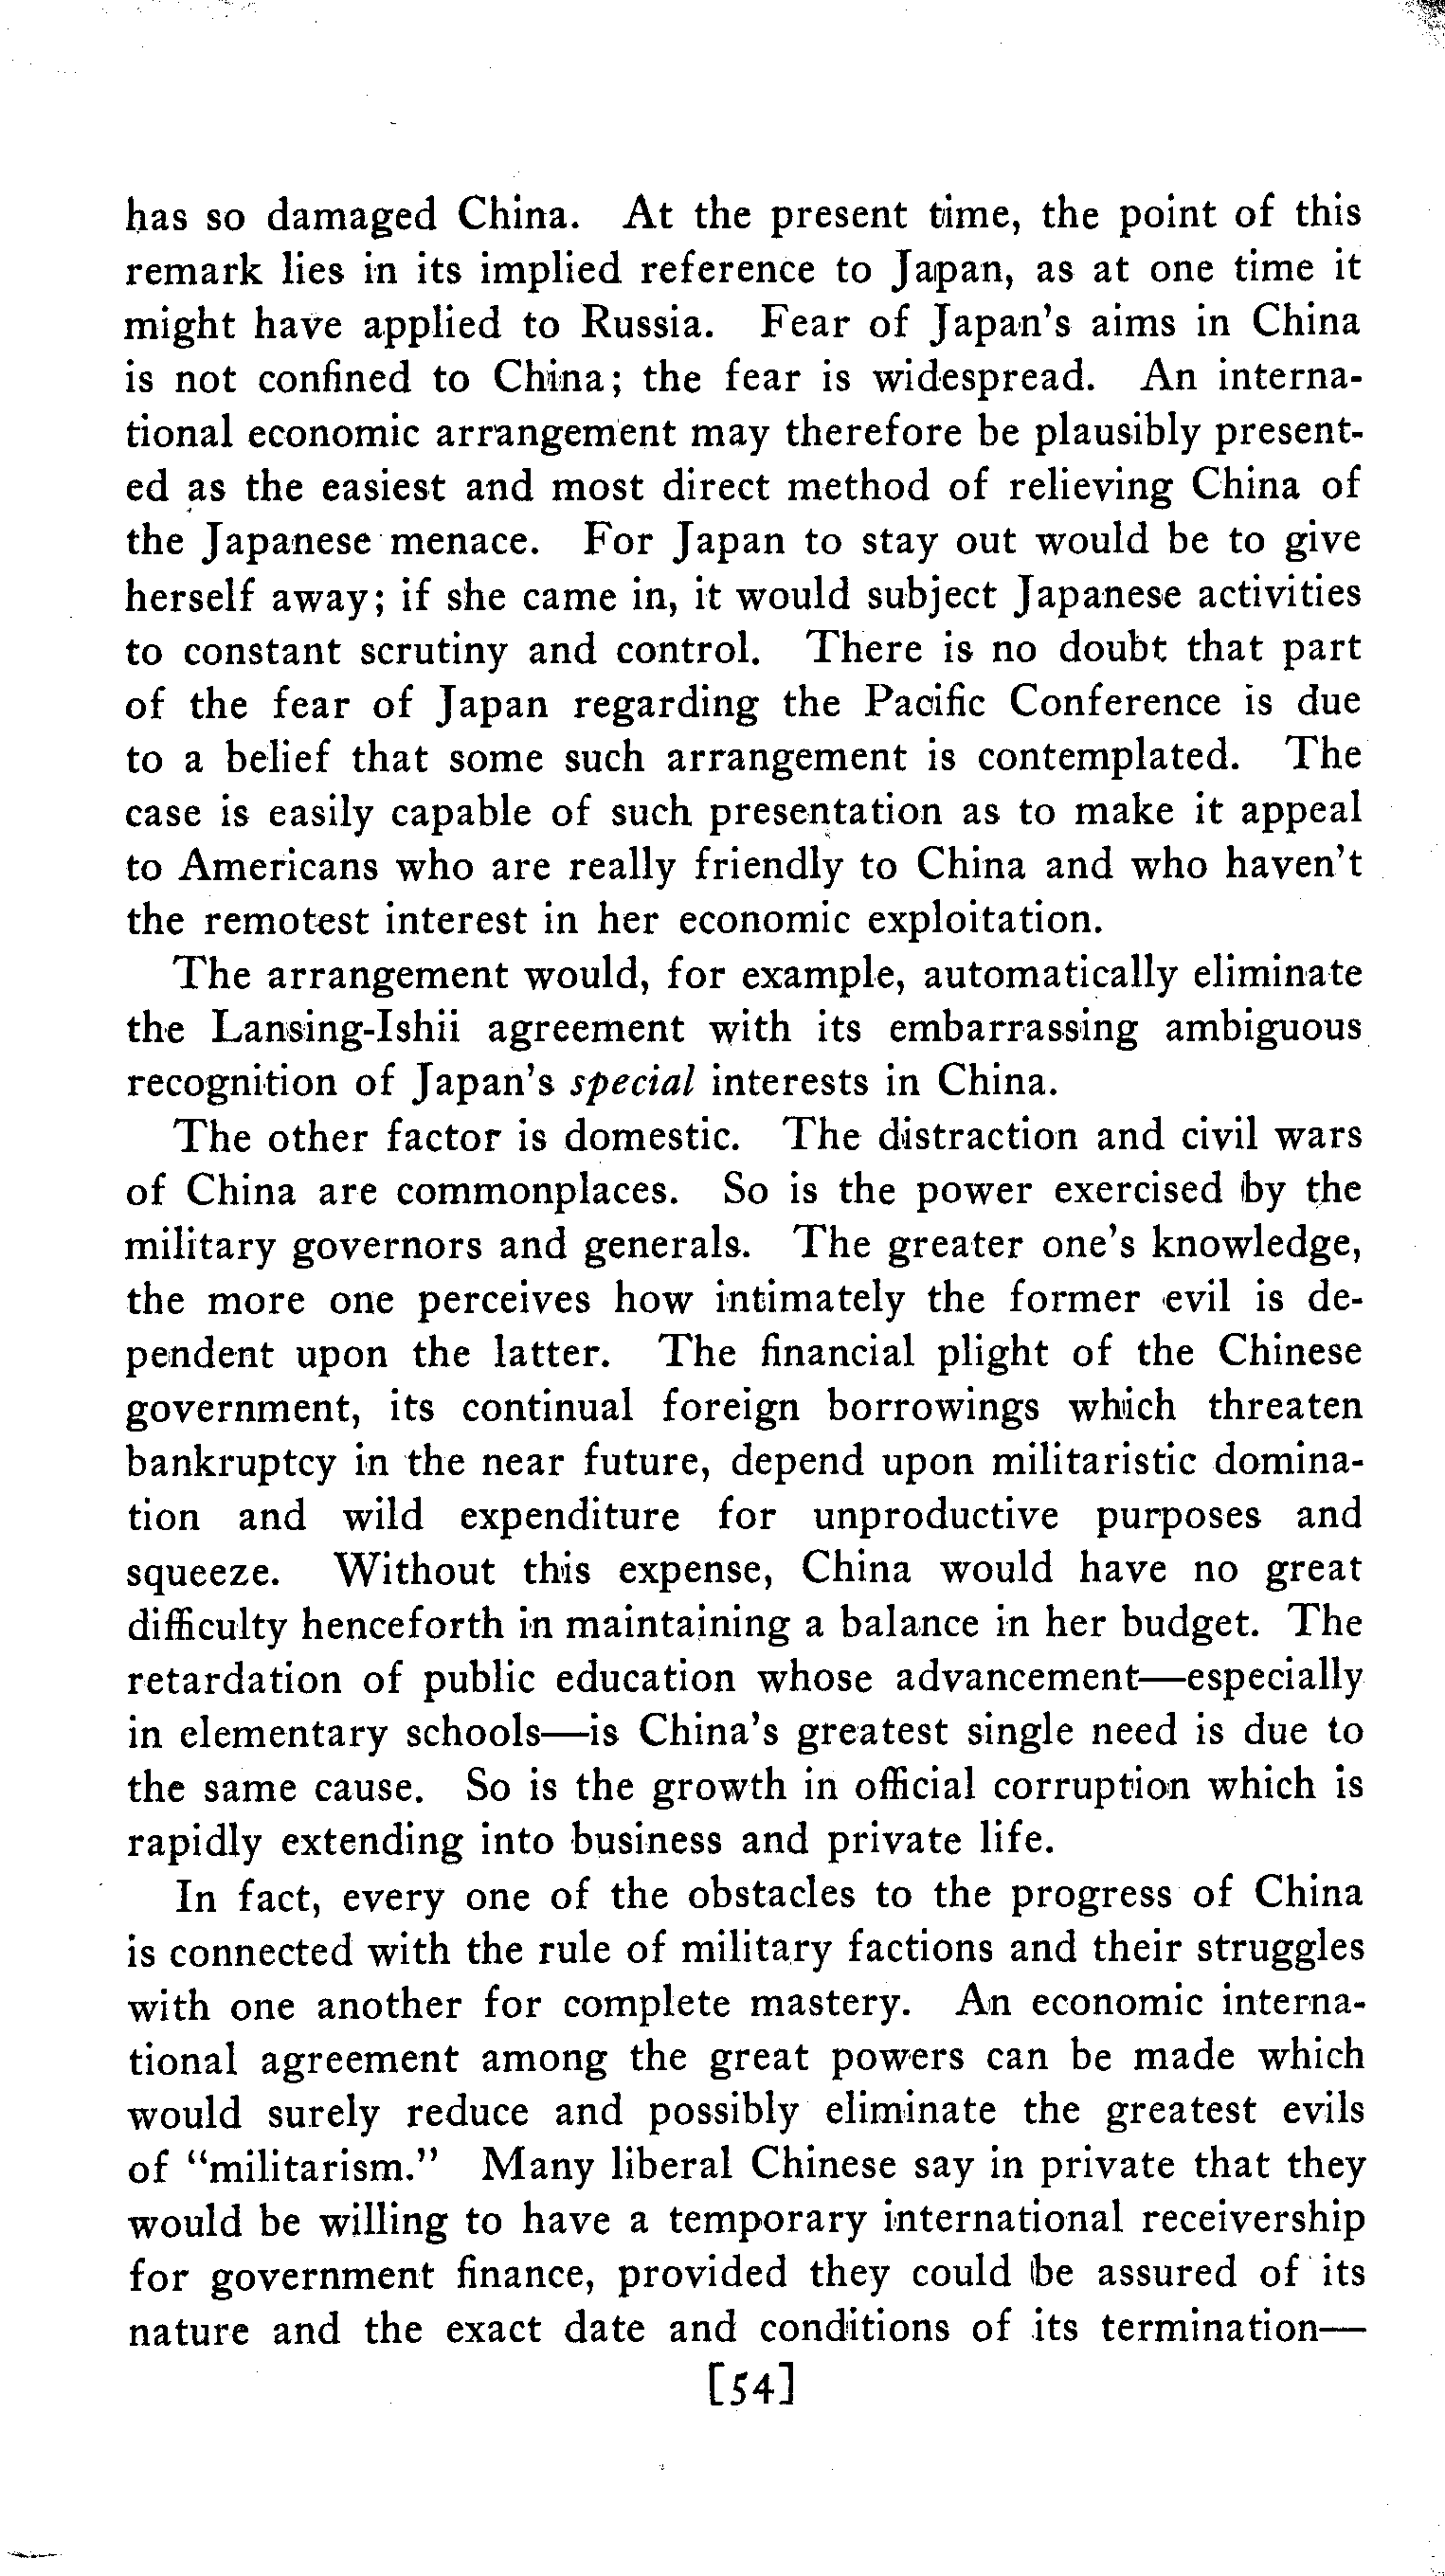 has so damaged China. At the present time, the point of this
remark lies in its implied reference to Japan, as at one time it
might have applied to Russia. Fear of Japan's aims in China
is not confined to China; the fear is widespread. An interna-
tional economic arrangement may therefore be plausibly present-
ed as the easiest and most direct method of relieving China of
the Japanese menace. For Japan to stay out would be to give
herself away; if she came in, it would subject Japanese activities
to constant scrutiny and control. There is no doubt that part
of the fear of Japan regarding the Pacific Conference is due
to a belief that some such arrangement is contemplated. The
case is easily capable of such presentation as to make it appeal
to Americans who are really friendly to China and who haven't
the remotest interest in her economic exploitation.
The arrangement would, for example, automatically eliminate
the Lansing-Ishii agreement with its embarrassing ambiguous
recognition of Japan's special interests in China.
The other factor is domestic. The distraction and civil wars
of China are commonplaces. So is the power exercised by the
military governors and generals. The greater one's knowledge,
the more one perceives how intimately the former evil is de-
pendent upon the latter. The financial plight of the Chinese
government, its continual foreign borrowings which threaten
bankruptcy in the near future, depend upon militaristic domina-
tion and wild expenditure for unproductive purposes and
squeeze. Without this expense, China would have no great
difficulty henceforth in maintaining a balance in her budget. The
retardation of public education whose advancement—especially
in elementary schools—is China's greatest single need is due to
the same cause. So is the growth in official corruption which is
rapidly extending into business and private life.
In fact, every one of the obstacles to the progress of China
is connected with the rule of military factions and their struggles
with one another for complete mastery. An economic interna-
tional agreement among the great powers can be made which
would surely reduce and possibly eliminate the greatest evils
of "militarism." Many liberal Chinese say in private that they
would be willing to have a temporary international receivership
for government finance, provided they could be assured of its
nature and the exact date and conditions of its termination—
[54]